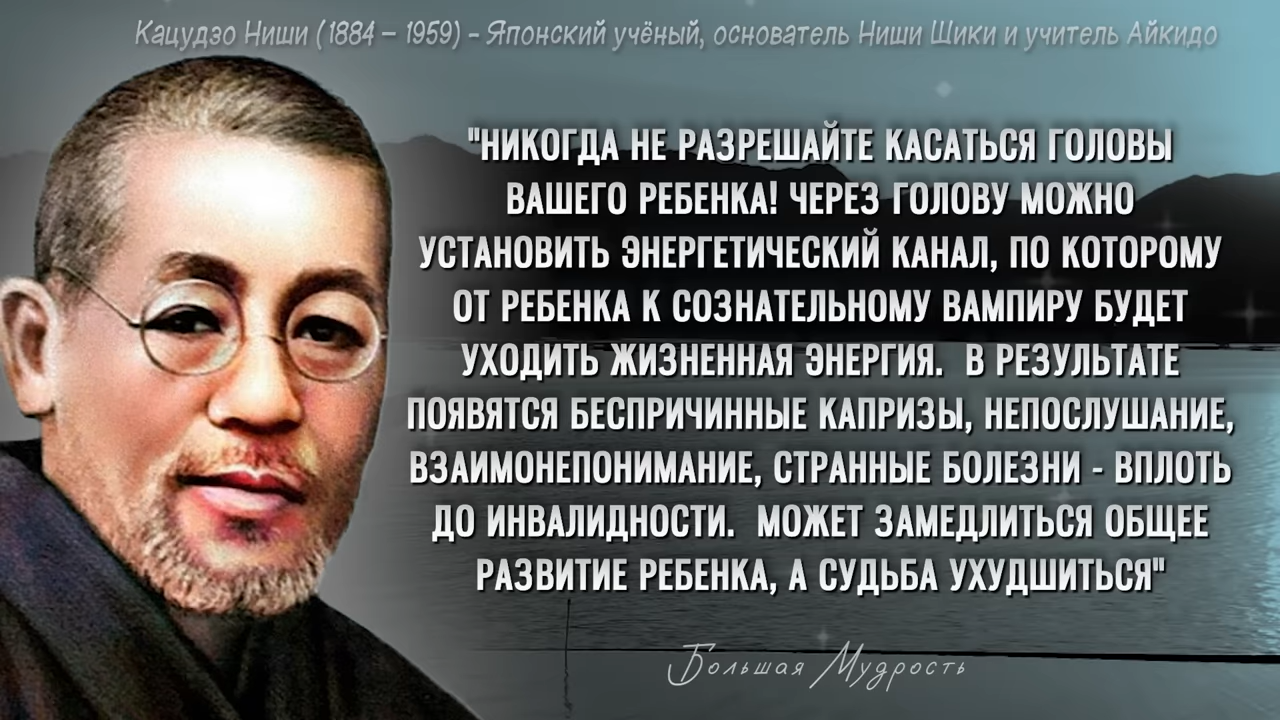 Кацудзо Ниши (1884 – 1959) - Японский учёный, основатель Ниши Шики и учитель Айкидо
"НИКОГДА НЕ РАЗРЕШАЙТЕ КАСАТЬСЯ ГОЛОВЫ
ВАШЕГО РЕБЕНКА! ЧЕРЕЗ ГОЛОВУ МОЖНО
УСТАНОВИТЬ ЭНЕРГЕТИЧЕСКИЙ КАНАЛ, ПО КОТОРОМУ
ОТ РЕБЕНКА К СОЗНАТЕЛЬНОМУ ВАМПИРУ БУДЕТ
УХОДИТЬ ЖИЗНЕННАЯ ЭНЕРГИЯ. В РЕЗУЛЬТАТЕ
ПОЯВЯТСЯ БЕСПРИЧИННЫЕ КАПРИЗЫ, НЕПОСЛУШАНИЕ,
ВЗАИМОНЕПОНИМАНИЕ, СТРАННЫЕ БОЛЕЗНИ - ВПЛОТЬ
ДО ИНВАЛИДНОСТИ. МОЖЕТ ЗАМЕДЛИТЬСЯ ОБЩЕЕ
РАЗВИТИЕ РЕБЕНКА, А СУДЬБА УХУДШИТЬСЯ"
Большая Мудрость